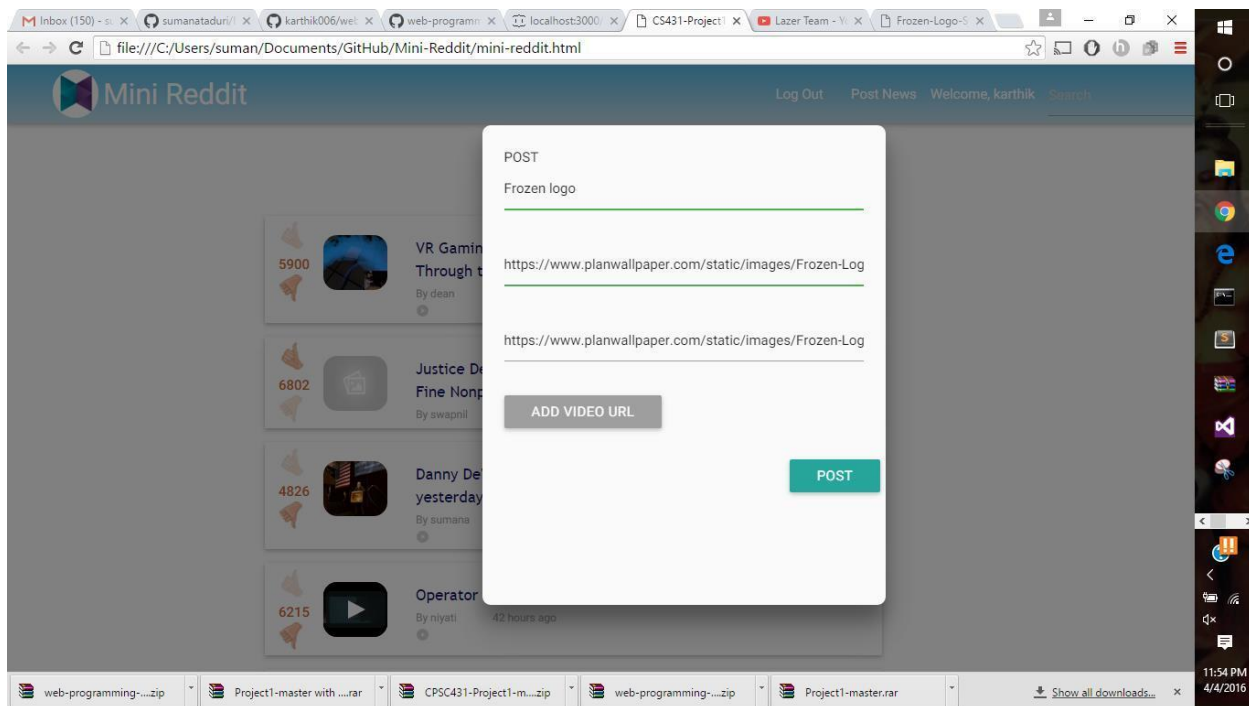 Inbox (150) - su
sumanataduri/
karthik006/web
web-programm
localhost:3000/
CS431-Project1
Lazer Team - Y
Frozen-Logo-S
file:///C:/Users/suman/Documents/GitHub/Mini-Reddit/mini-reddit.html
Mini Reddit
Log Out
Post News
Welcome, karthik
Search
POST
Frozen logo
https://www.planwallpaper.com/static/images/Frozen-Log
https://www.planwallpaper.com/static/images/Frozen-Log
ADD VIDEO URL
POST
5900
VR Gamin
Through t
By dean
6802
Justice De
Fine Nonp
By swapnil
4826
Danny De
yesterday
By sumana
6215
Operator
By niyati
42 hours ago
web-programming-....zip
Project1-master with ....rar
CPSC431-Project1-m....zip
web-programming-....zip
Project1-master.rar
Show all downloads...
11:54 PM
4/4/2016